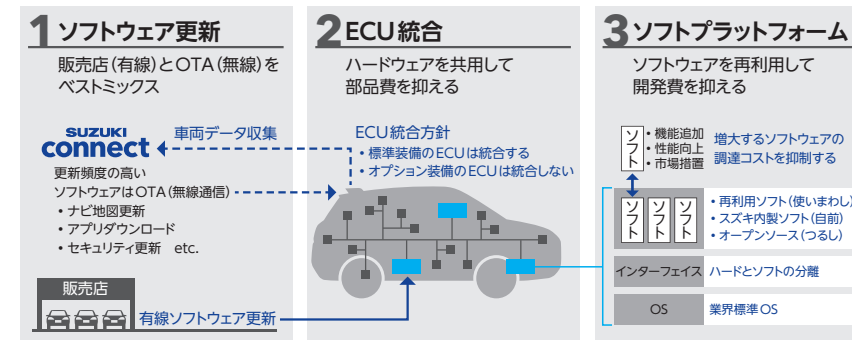 1 ソフトウェア更新
販売店(有線)とOTA(無線)を
ベストミックス
SUZUKI
connect
車両データ収集
更新頻度の高い
ソフトウェアはOTA(無線通信)
・ナビ地図更新
・アプリダウンロード
・セキュリティ更新 etc.
販売店
有線ソフトウェア更新
2 ECU統合
ハードウェアを共用して
部品費を抑える
ECU統合方針
・標準装備のECUは統合する
・オプション装備のECUは統合しない
3 ソフトプラットフォーム
ソフトウェアを再利用して
開発費を抑える
ソフト
・機能追加
・性能向上
・市場措置
増大するソフトウェアの
調達コストを抑制する
ソフト
ソフト
ソフト
・再利用ソフト(使いまわし)
・スズキ内製ソフト(自前)
・オープンソース(つるし)
インターフェイス
ハードとソフトの分離
OS
業界標準OS